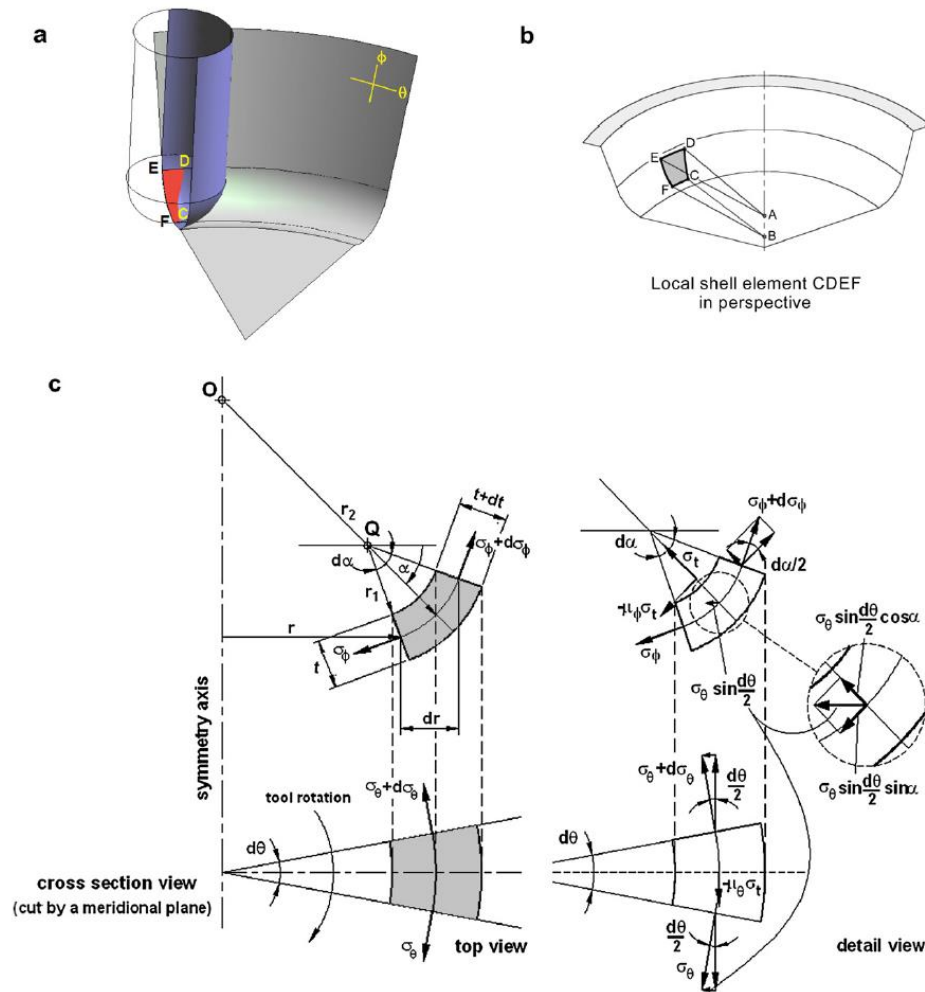 a
b
ϕ
θ
E
D
C
F
D
E
C
F
A
B
Local shell element CDEF
in perspective
c
O
t+dt
r₂
Q
σϕ+dσϕ
dα
α
r₁
r
σϕ
t
dr
symmetry axis
tool rotation
σθ+dσθ
dθ
cross section view
(cut by a meridional plane)
σθ
top view
σϕ+dσϕ
dα
σt
dα/2
-μϕσt
σϕ
σθ sin dθ/2 cosα
σθ sin dθ/2
σθ sin dθ/2 sinα
σθ+dσθ
dθ/2
dθ
-μθσt
dθ/2
σθ
detail view